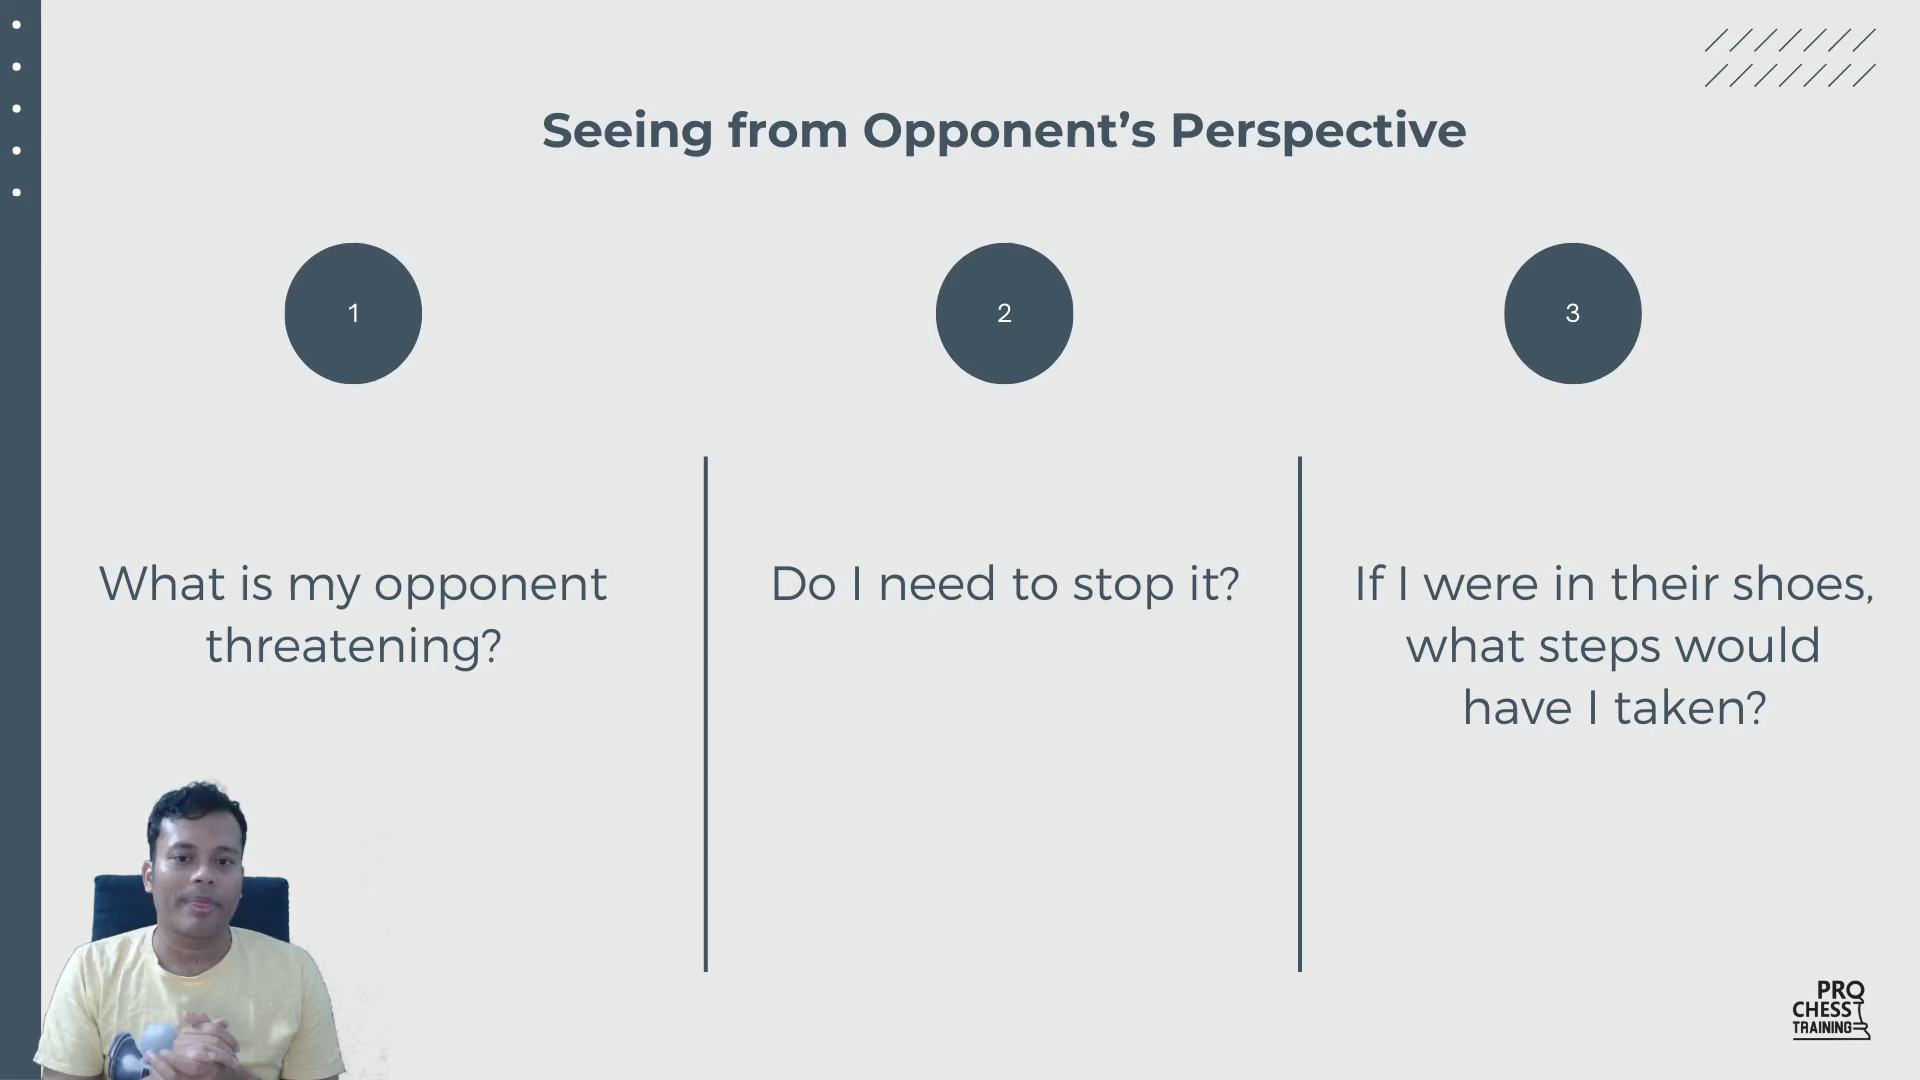 Seeing from Opponent’s Perspective
1
2
3
What is my opponent
threatening?
Do I need to stop it?
If I were in their shoes,
what steps would
have I taken?
PRO
CHESS
TRAINING